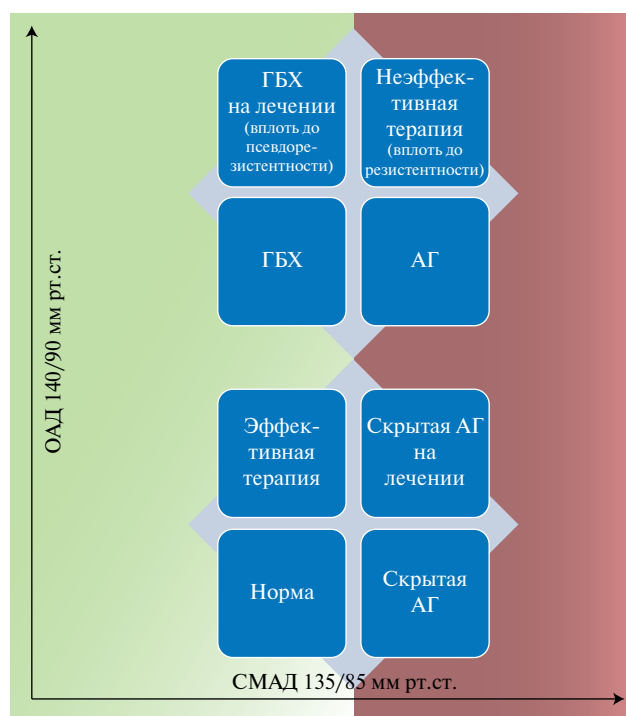 ГБХ
на лечении
(вплоть до
псевдоре-
зистентности)
Неэффек-
тивная
терапия
(вплоть до
резистентности)
ГБХ
АГ
ОАД 140/90 мм рт.ст.
Эффек-
тивная
терапия
Скрытая АГ
на
лечении
Норма
Скрытая
АГ
СМАД 135/85 мм рт.ст.